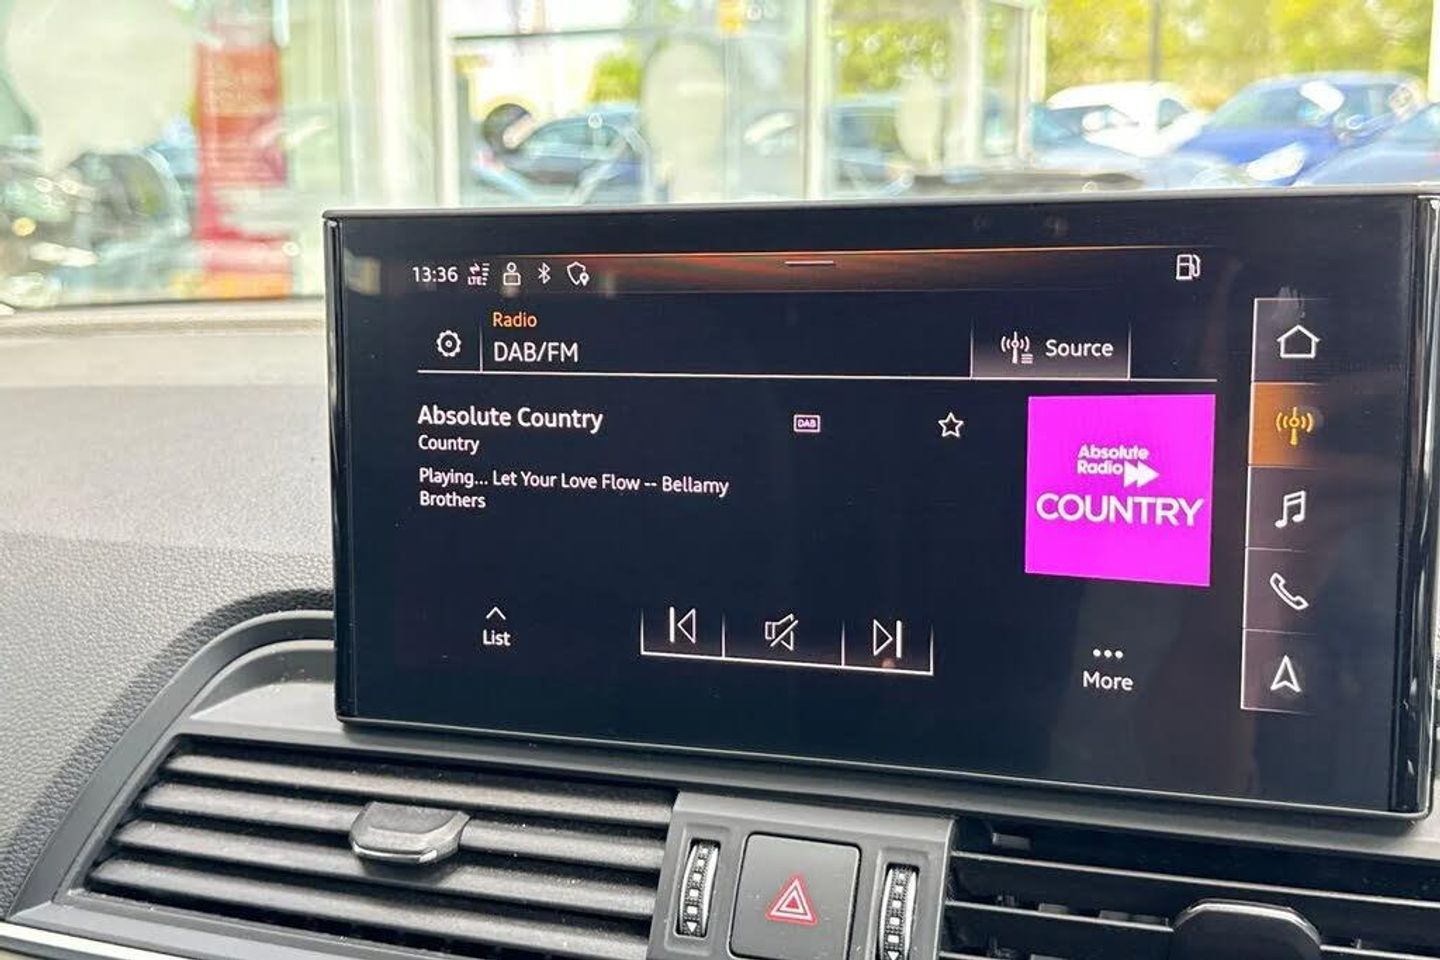 13:36 LTE
Radio
DAB/FM
Source
Absolute Country
DAB
Country
Playing... Let Your Love Flow -- Bellamy
Brothers
Absolute
Radio
COUNTRY
List
More